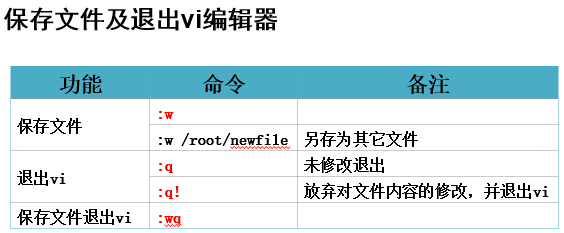 保存文件及退出vi编辑器
功能 命令 备注
保存文件 :w
:w /root/newfile 另存为其它文件
退出vi :q 未修改退出
:q! 放弃对文件内容的修改，并退出vi
保存文件退出vi :wq